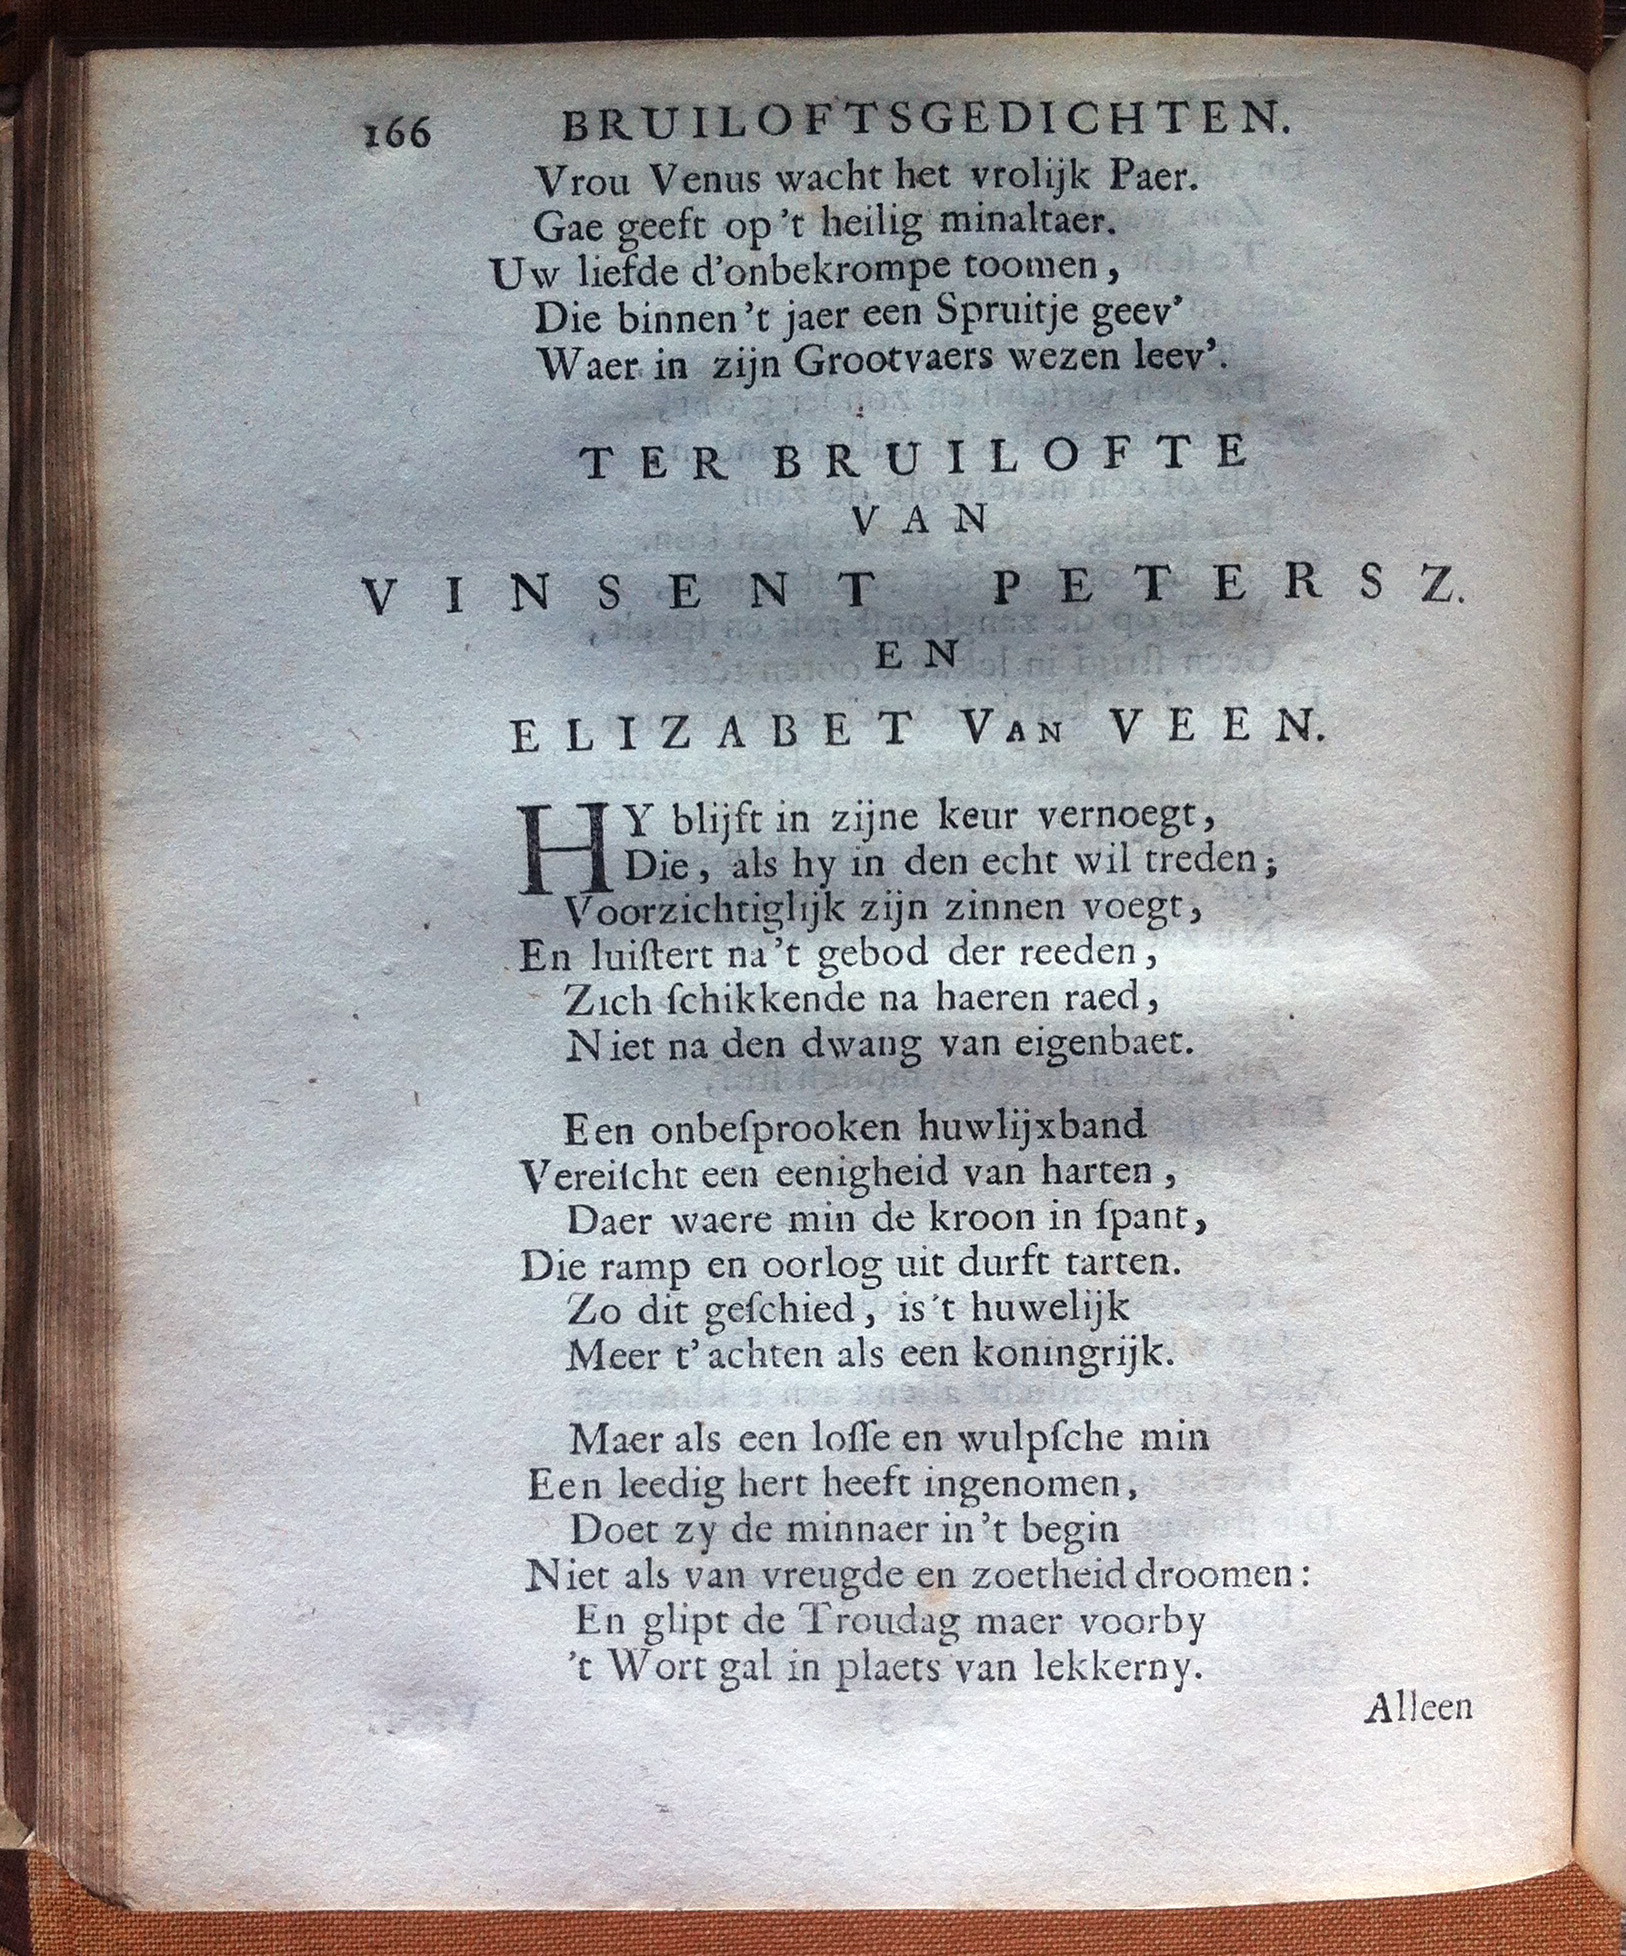 166 BRUILOFTSGEDICHTEN.
Vrou Venus wacht het vrolijk Paer.
Gae geeft op 't heilig minaltaer.
Uw liefde d'onbekrompe toomen,
Die binnen 't jaer een Spruitje geev'
Waer in zijn Grootvaers wezen leev'.
TER BRUILOFTE
VAN
VINSENT PETERSZ.
EN
ELIZABET VAN VEEN.
HY blijft in zijne keur vernoegt,
Die, als hy in den echt wil treden;
Voorzichtiglijk zijn zinnen voegt,
En luiſtert na 't gebod der reeden,
Zich ſchikkende na haeren raed,
Niet na den dwang van eigenbaet.
Een onbeſprooken huwlijxband
Vereiſcht een eenigheid van harten,
Daer waere min de kroon in ſpant,
Die ramp en oorlog uit durft tarten.
Zo dit geſchied, is 't huwelijk
Meer t' achten als een koningrijk.
Maer als een loſſe en wulpſche min
Een leedig hert heeft ingenomen,
Doet zy de minnaer in 't begin
Niet als van vreugde en zoetheid droomen:
En glipt de Troudag maer voorby
't Wort gal in plaets van lekkerny.
Alleen